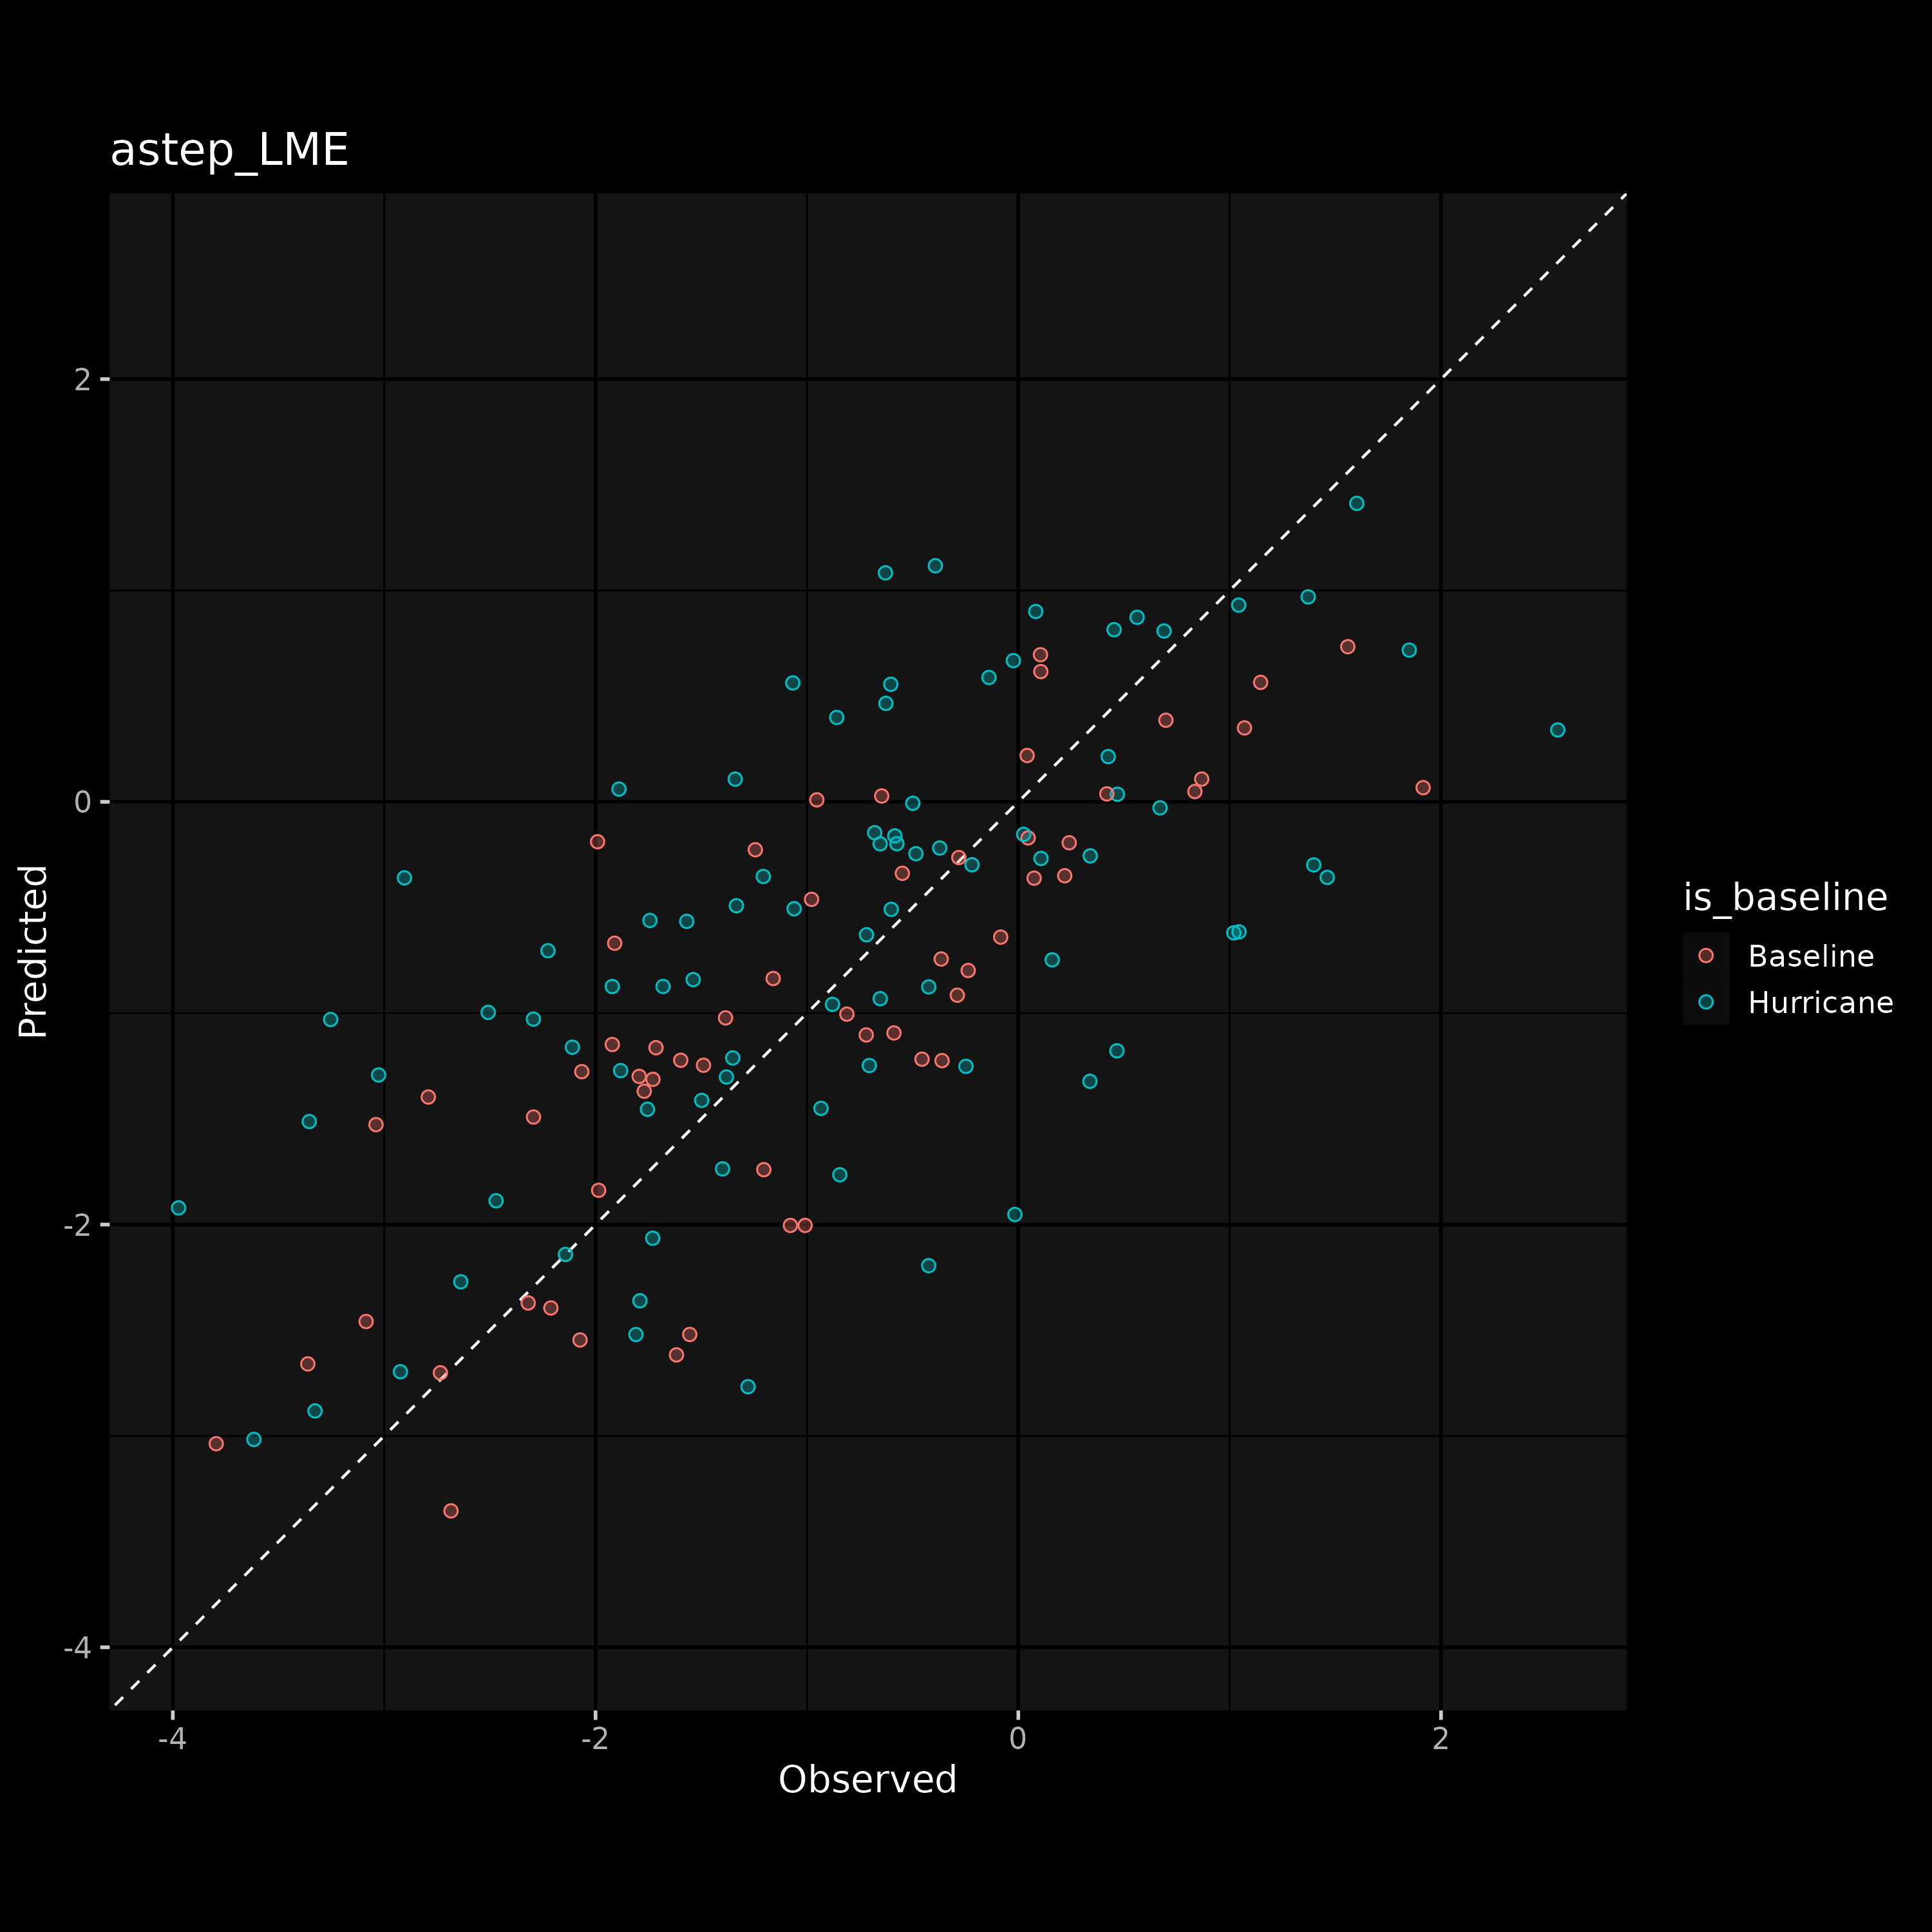 astep_LME
2
0
-2
-4
Predicted
-4
-2
0
2
Observed
is_baseline
Baseline
Hurricane